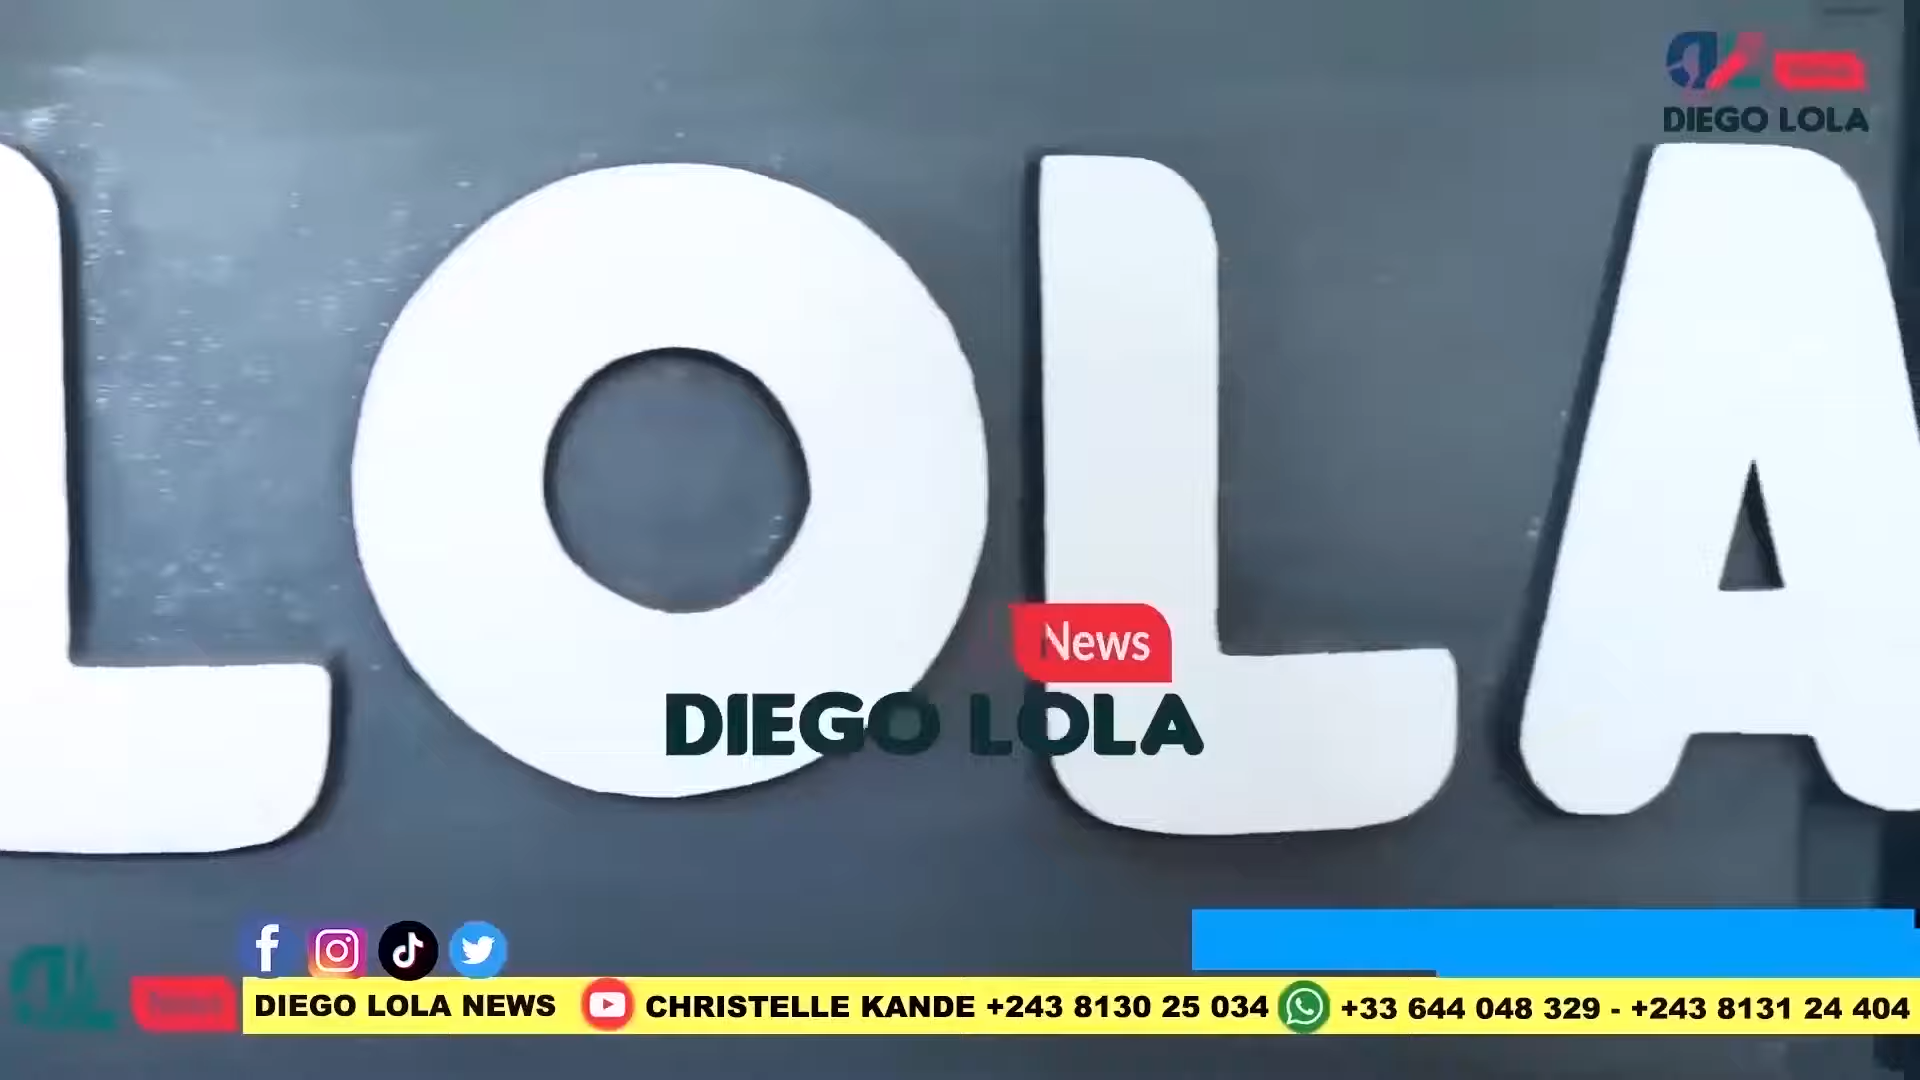 DIEGO LOLA
LOLA
News
DIEGO LOLA
DIEGO LOLA NEWS CHRISTELLE KANDE +243 8130 25 034 +33 644 048 329 - +243 8131 24 404